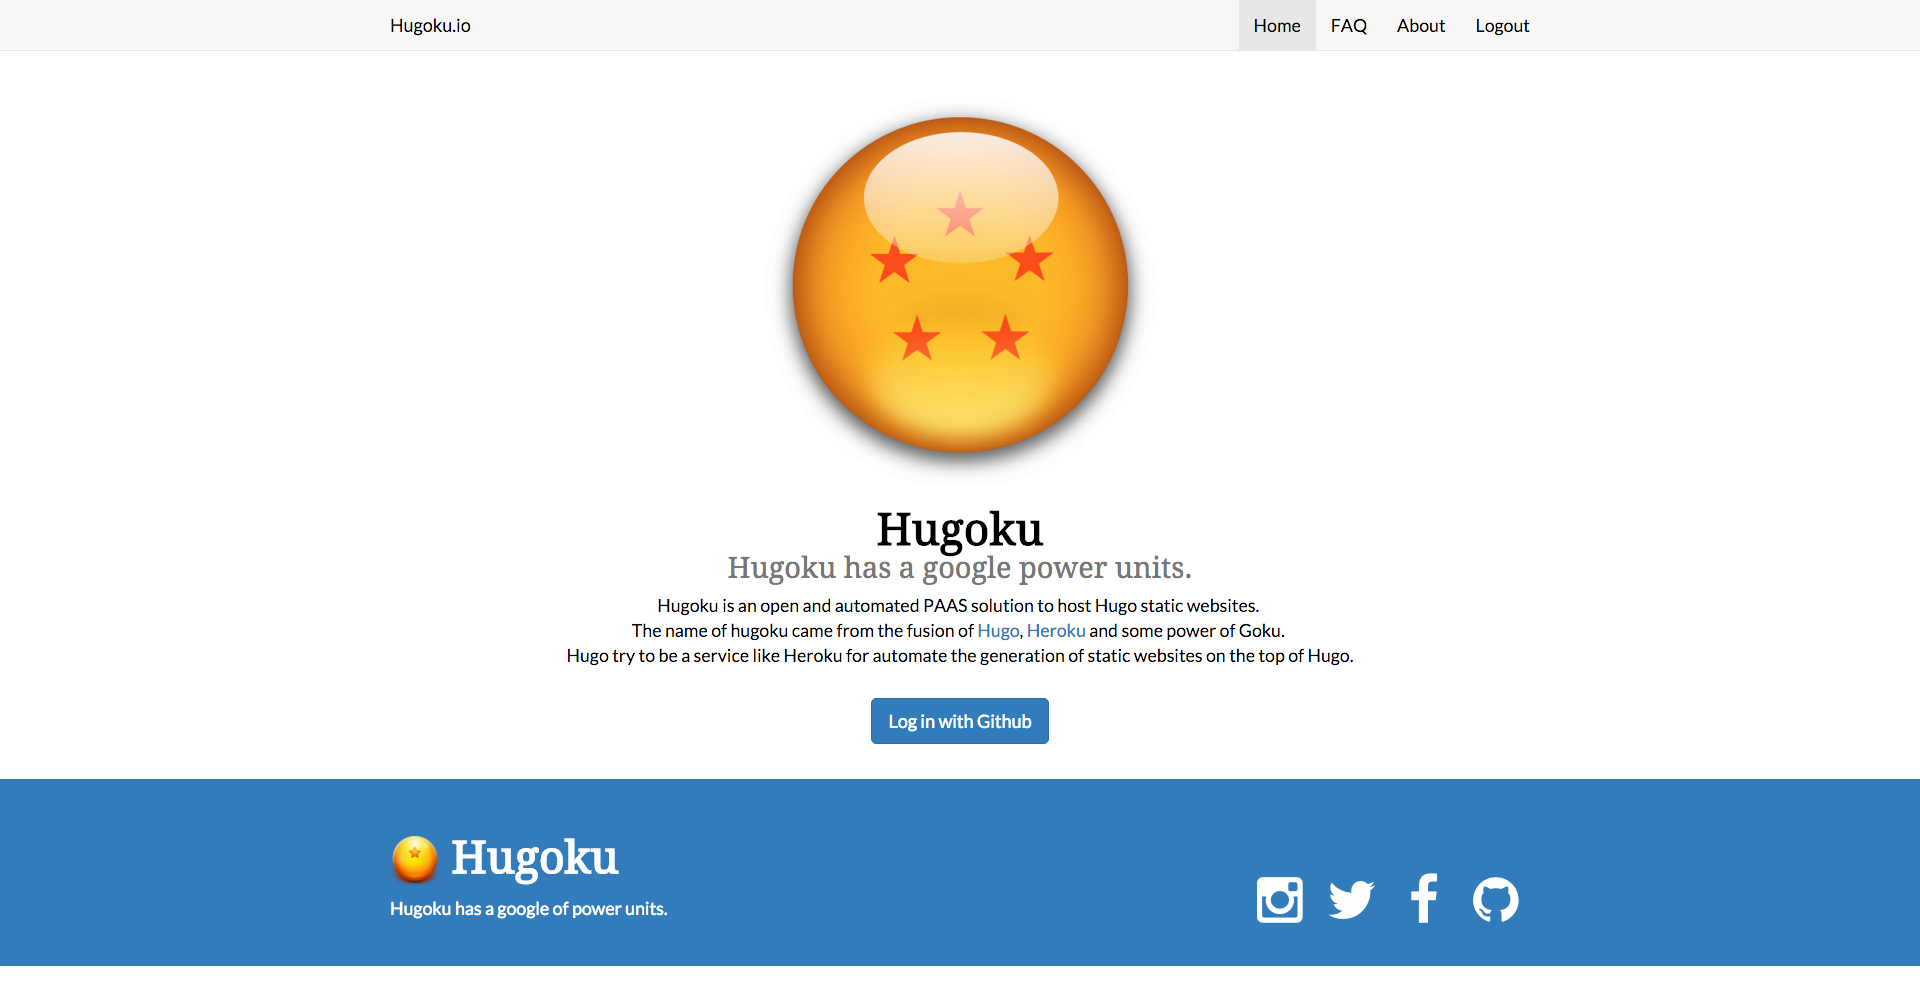 Hugoku.io
Home FAQ About Logout
Hugoku
Hugoku has a google power units.
Hugoku is an open and automated PAAS solution to host Hugo static websites.
The name of hugoku came from the fusion of Hugo, Heroku and some power of Goku.
Hugo try to be a service like Heroku for automate the generation of static websites on the top of Hugo.
Log in with Github
Hugoku
Hugoku has a google of power units.